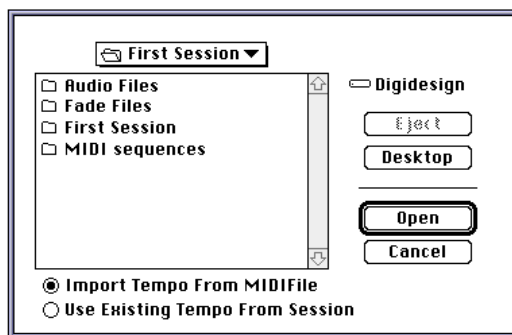 First Session
Audio Files
Fade Files
First Session
MIDI sequences
Digidesign
Eject
Desktop
Open
Cancel
Import Tempo From MIDIFile
Use Existing Tempo From Session